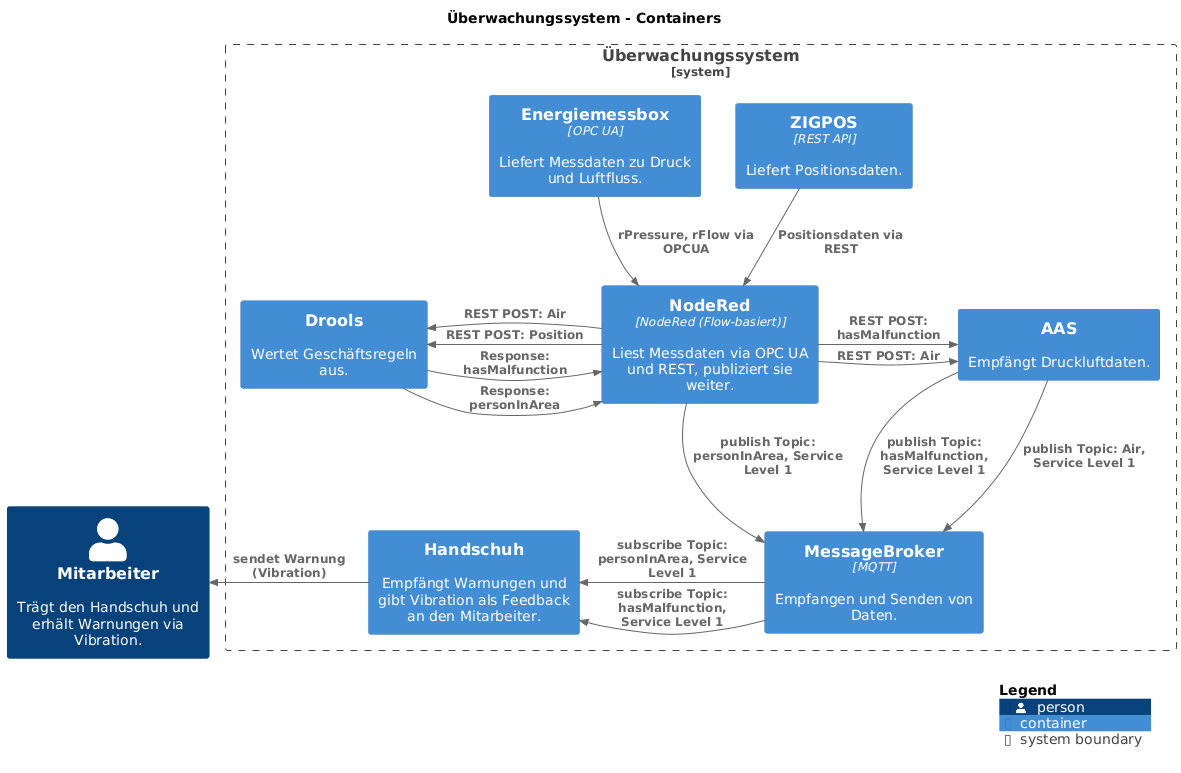 Überwachungssystem - Containers
Überwachungssystem
[system]
Energiemessbox
[OPC UA]
Liefert Messdaten zu Druck
und Luftfluss.
ZIGPOS
[REST API]
Liefert Positionsdaten.
rPressure, rFlow via
OPCUA
Positionsdaten via
REST
Drools
Wertet Geschäftsregeln
aus.
REST POST: Air
REST POST: Position
Response:
hasMalfunction
Response:
personInArea
NodeRed
[NodeRed (Flow-basiert)]
Liest Messdaten via OPC UA
und REST, publiziert sie
weiter.
REST POST:
hasMalfunction
REST POST: Air
AAS
Empfängt Druckluftdaten.
publish Topic:
personInArea, Service
Level 1
publish Topic:
hasMalfunction,
Service Level 1
publish Topic: Air,
Service Level 1
Mitarbeiter
Trägt den Handschuh und
erhält Warnungen via
Vibration.
sendet Warnung
(Vibration)
Handschuh
Empfängt Warnungen und
gibt Vibration als Feedback
an den Mitarbeiter.
subscribe Topic:
personInArea, Service
Level 1
subscribe Topic:
hasMalfunction,
Service Level 1
MessageBroker
[MQTT]
Empfangen und Senden von
Daten.
Legend
person
container
system boundary